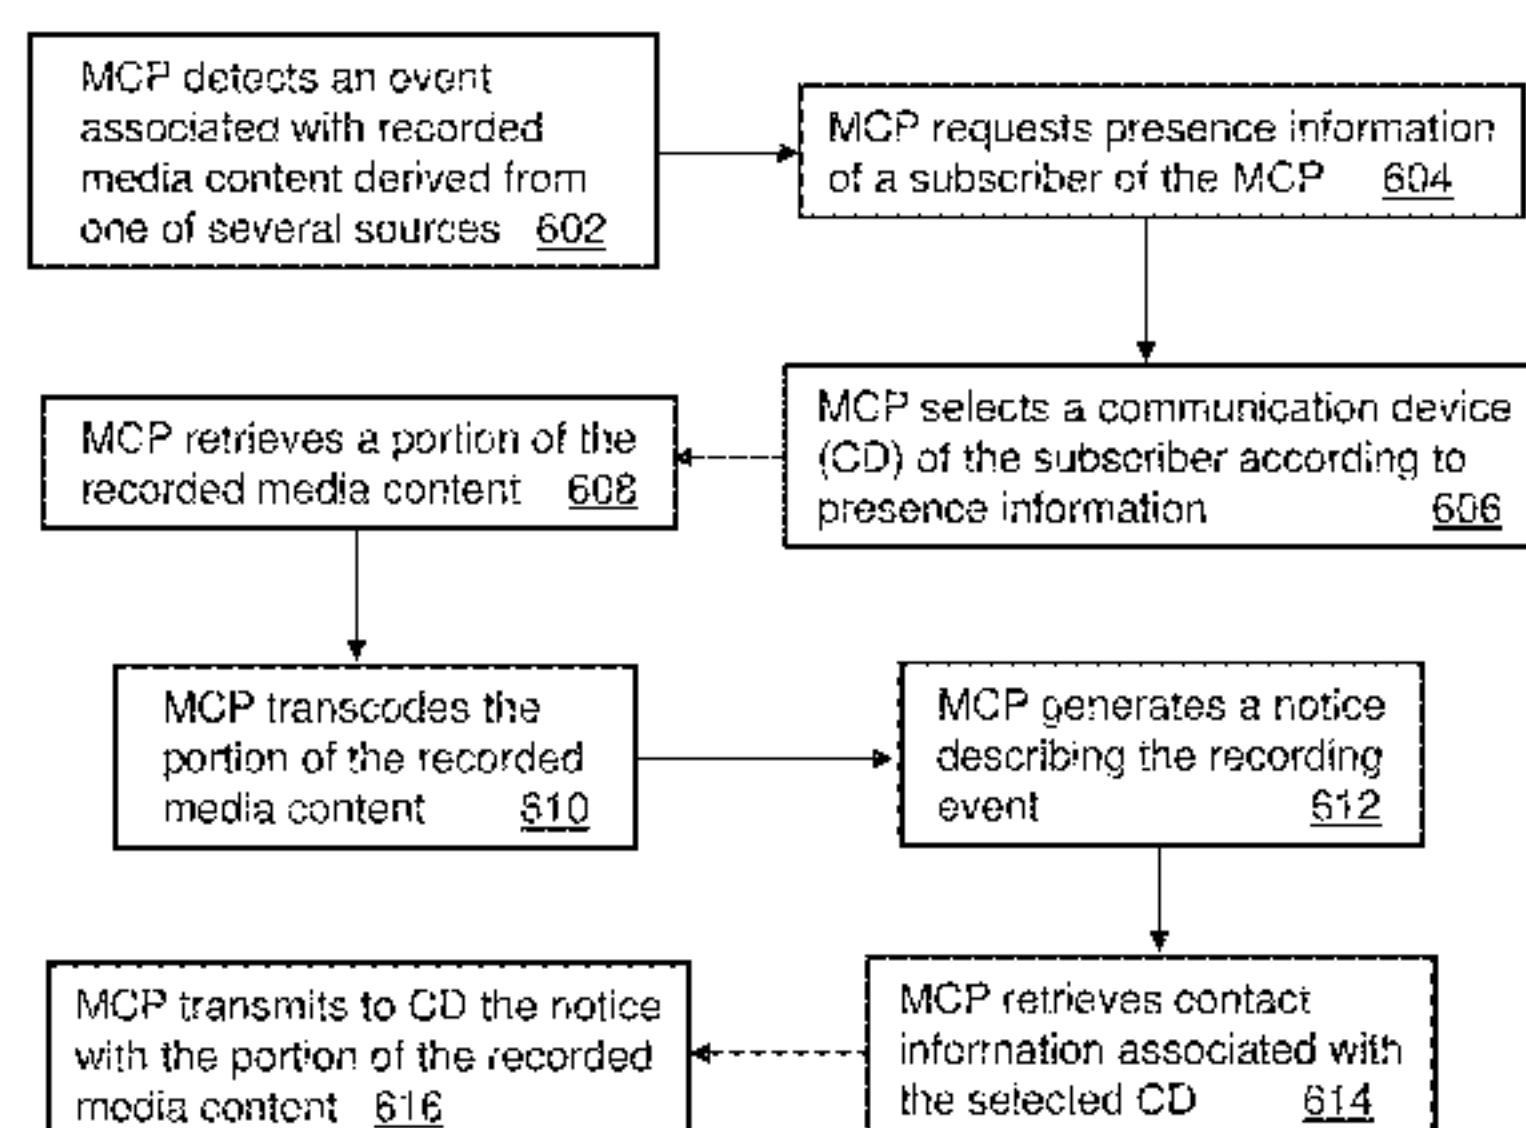 MCP detects an event
associated with recorded
media content derived from
one of several sources 602
MCP requests presence information
of a subscriber of the MCP 604
MCP selects a communication device
(CD) of the subscriber according to
presence information 606
MCP retrieves a portion of the
recorded media content 608
MCP transcodes the
portion of the recorded
media content 610
MCP generates a notice
describing the recording
event 612
MCP retrieves contact
information associated with
the selected CD 614
MCP transmits to CD the notice
with the portion of the recorded
media content 616